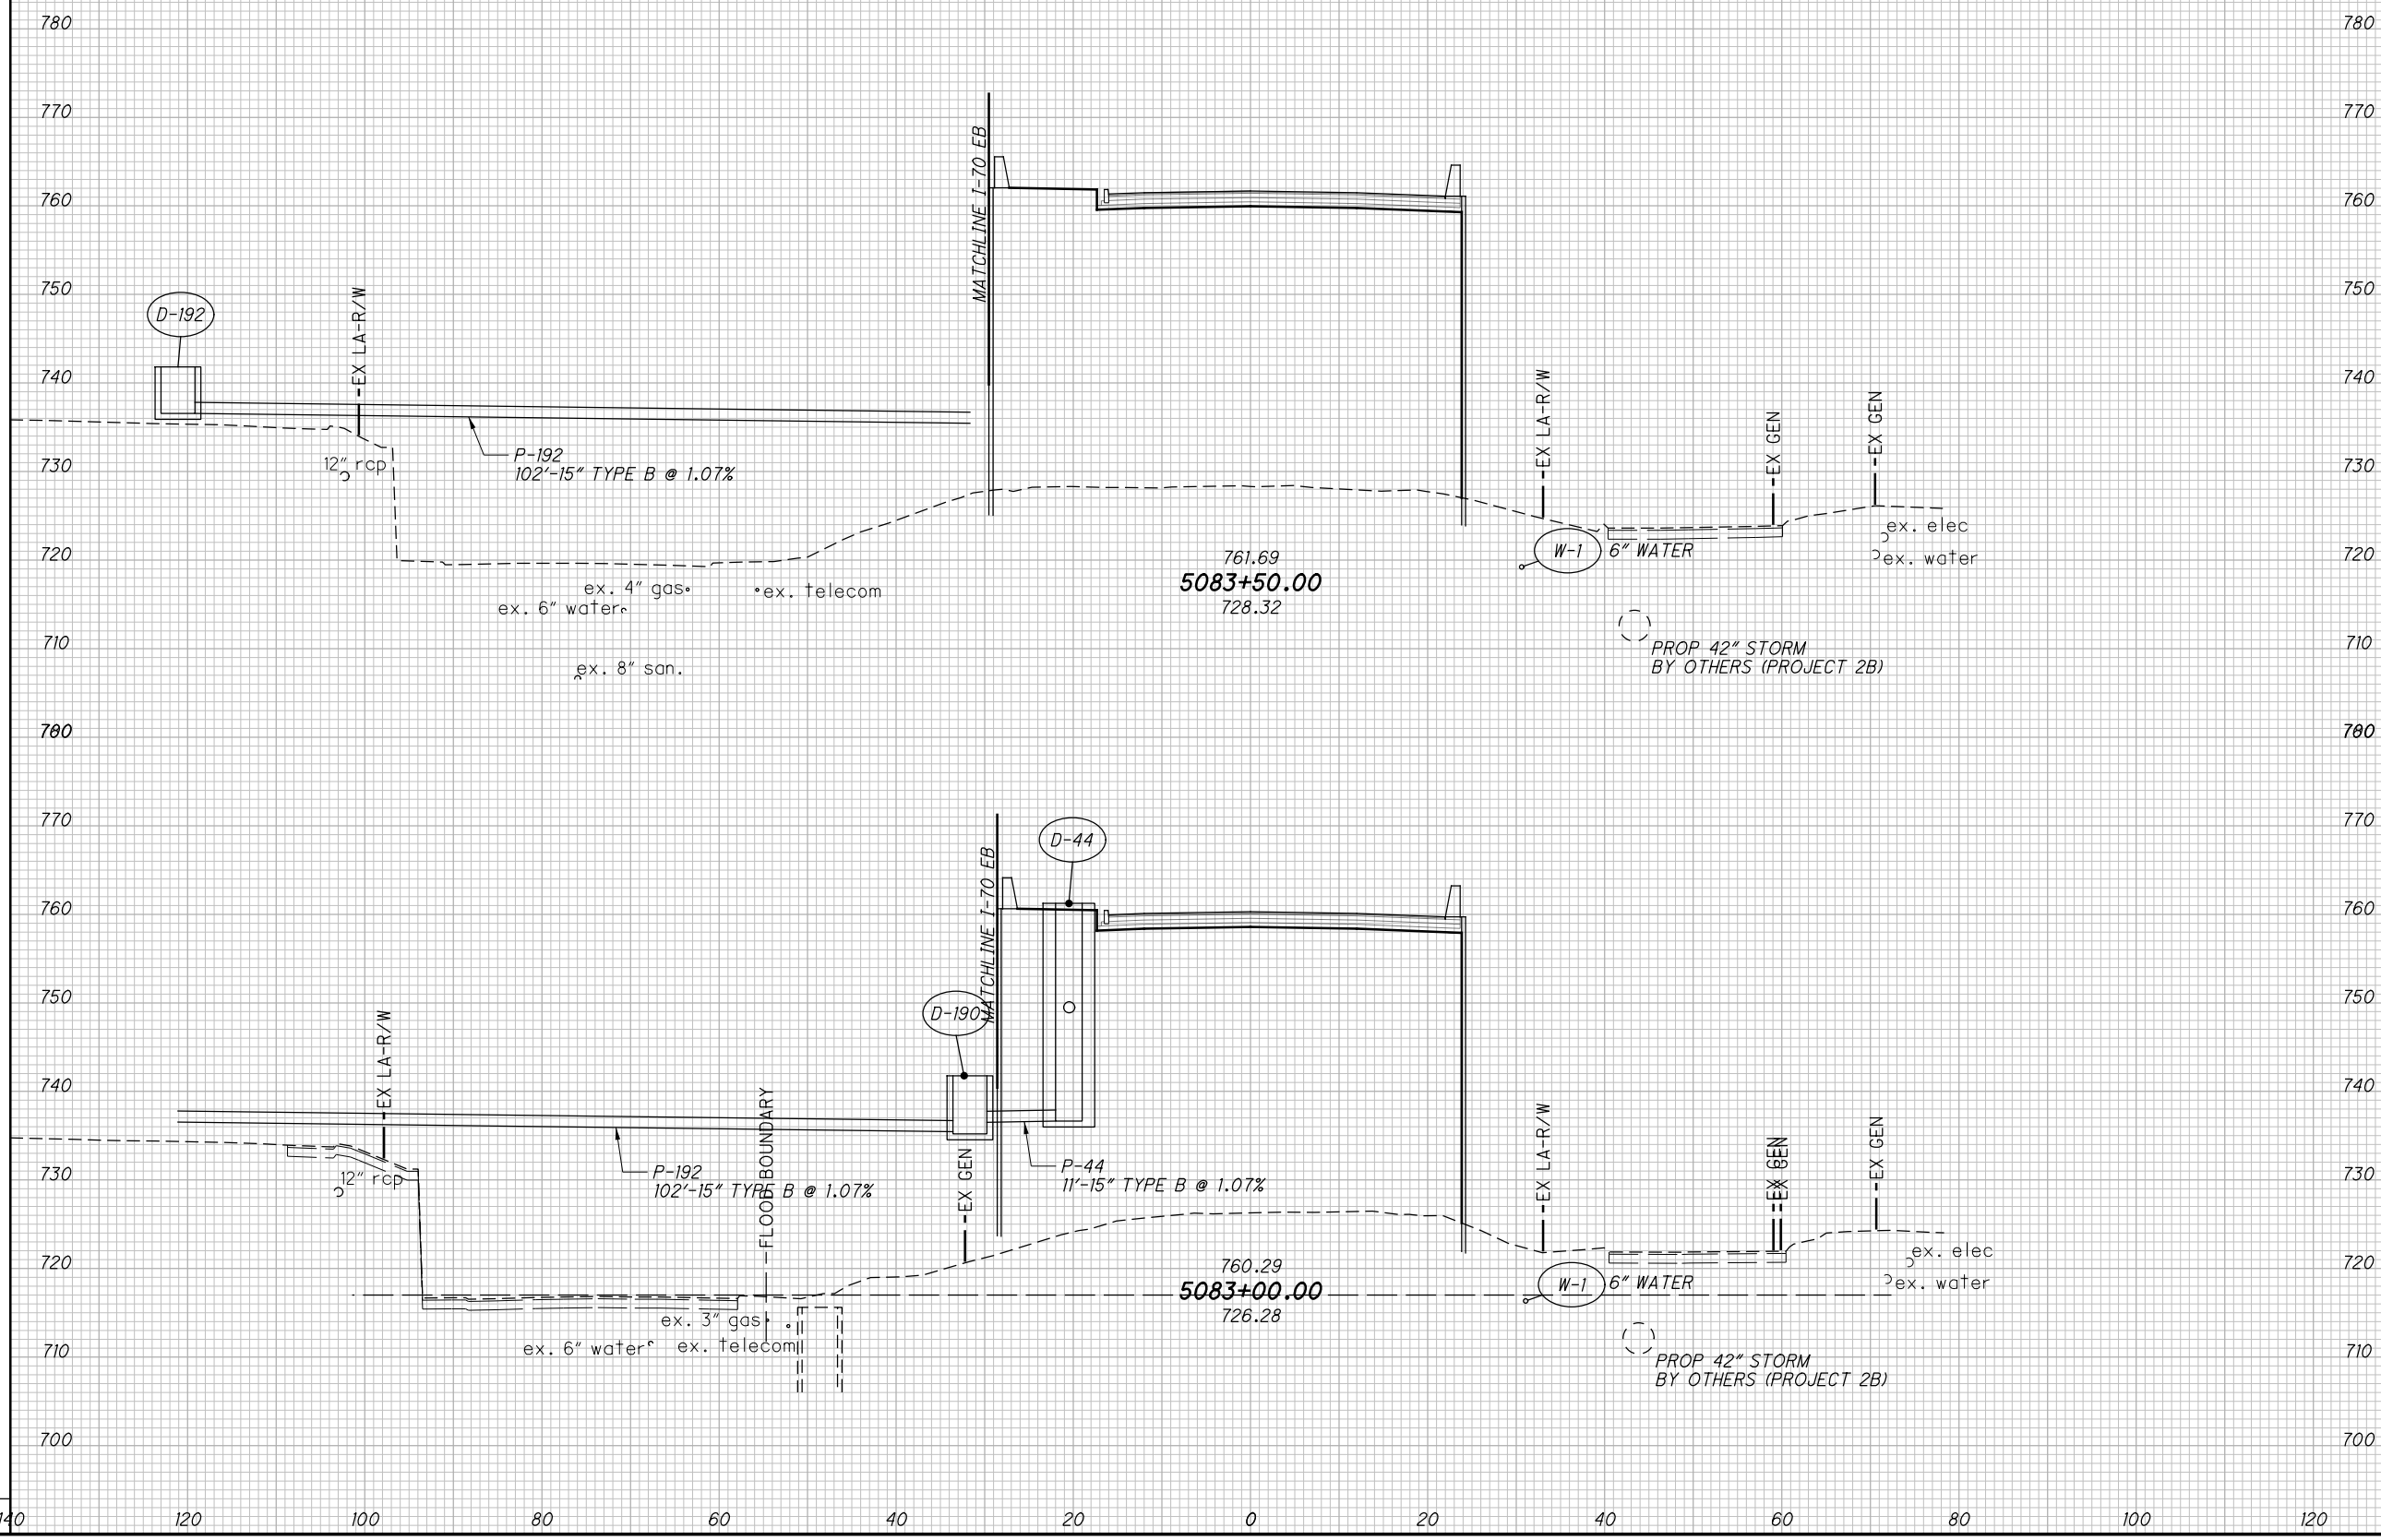 780
780
770
770
760
760
750
750
740
740
730
730
720
720
710
710
MATCHLINE I-70 EB
D-192
EX LA-R/W
12" rcp
P-192
102'-15" TYPE B @ 1.07%
ex. 4" gas
ex. telecom
ex. 6" water
ex. 8" san.
761.69
5083+50.00
728.32
EX LA-R/W
W-1
6" WATER
EX GEN
EX GEN
ex. elec
ex. water
PROP 42" STORM
BY OTHERS (PROJECT 2B)
700
780
700
780
770
770
760
760
750
750
740
740
730
730
720
720
710
710
700
700
MATCHLINE I-70 EB
D-44
D-190
EX LA-R/W
12" rcp
P-192
102'-15" TYPE B @ 1.07%
FLOOD BOUNDARY
EX GEN
P-44
11'-15" TYPE B @ 1.07%
ex. 3" gas
ex. 6" water
ex. telecom
760.29
5083+00.00
726.28
EX LA-R/W
W-1
6" WATER
EX GEN
EX GEN
EX GEN
ex. elec
ex. water
PROP 42" STORM
BY OTHERS (PROJECT 2B)
140 120 100 80 60 40 20 0 20 40 60 80 100 120